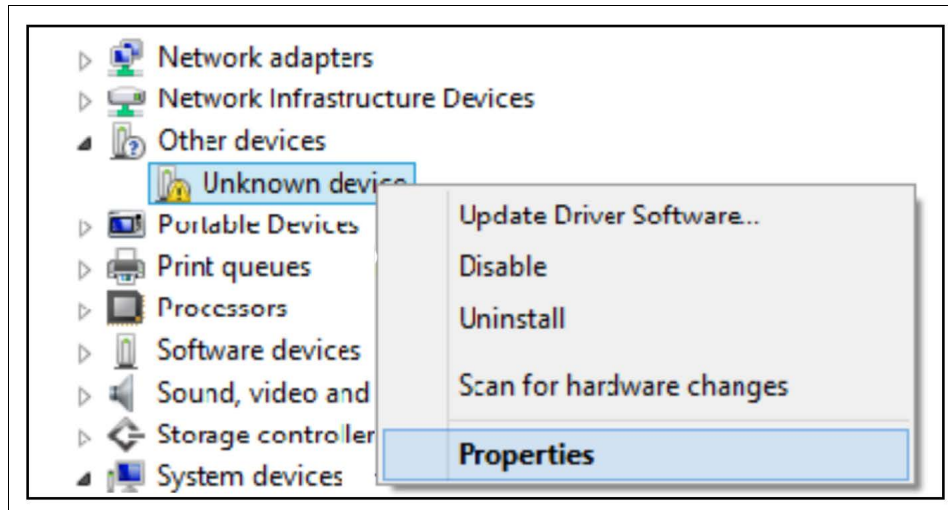 Network adapters
Network Infrastructure Devices
Other devices
Unknown device
Portable Devices
Print queues
Processors
Software devices
Sound, video and
Storage controller
System devices
Update Driver Software...
Disable
Uninstall
Scan for hardware changes
Properties